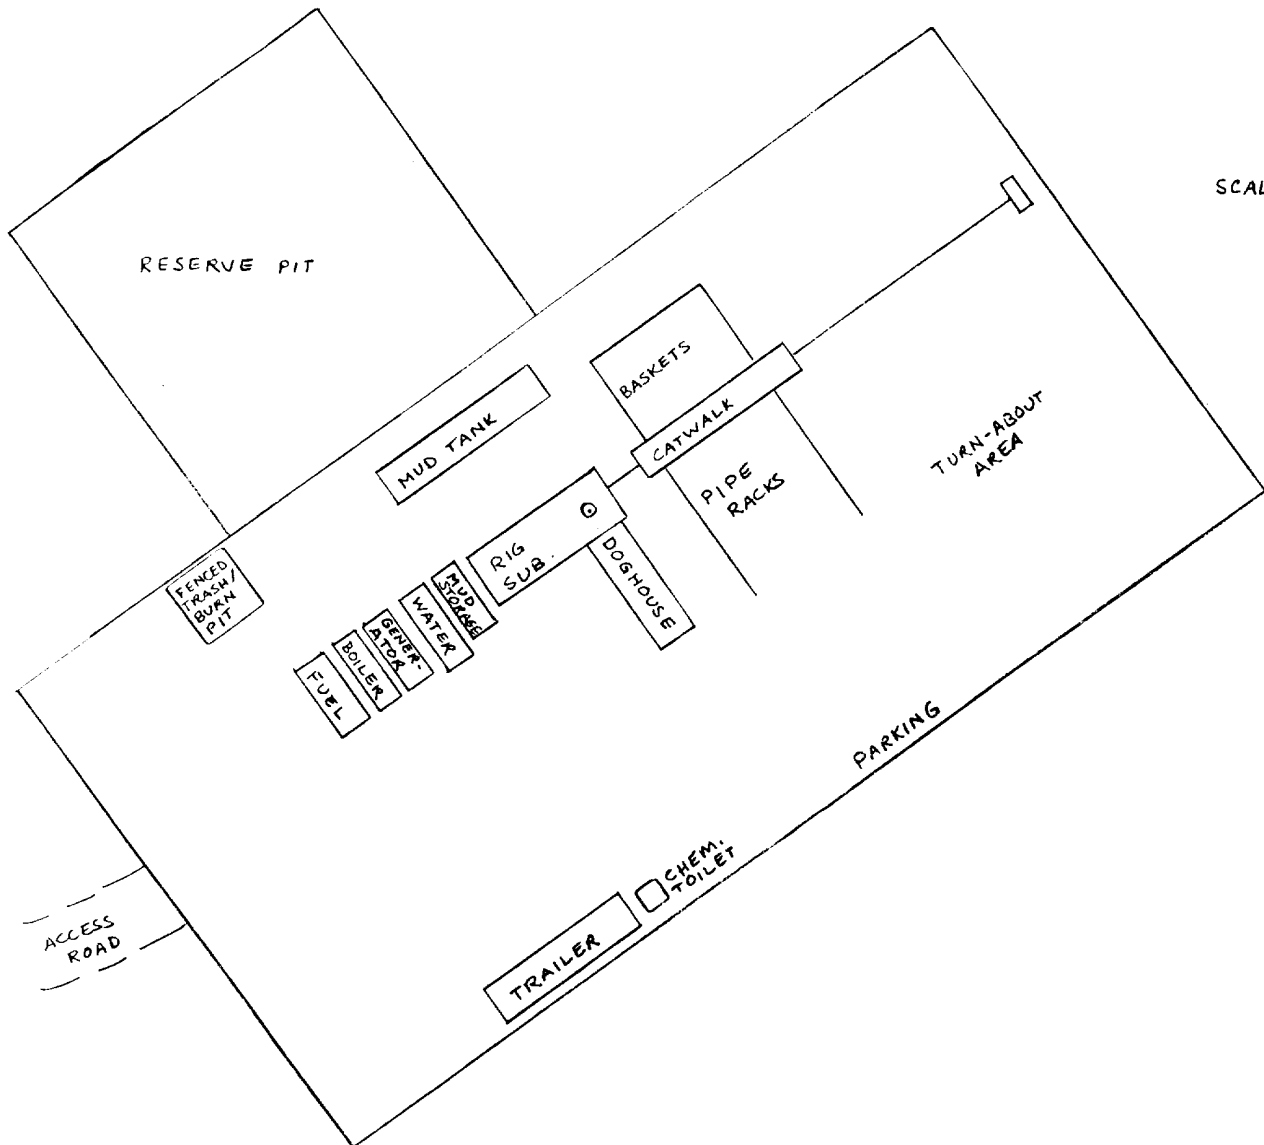 SCAL
RESERVE PIT
BASKETS
CATWALK
MUD TANK
TURN-ABOUT
AREA
PIPE
RACKS
RIG
SUB.
DOGHOUSE
FENCED
TRASH/
BURN
PIT
MUD
STORAGE
WATER
GENER-
ATOR
BOILER
FUEL
PARKING
CHEM.
TOILET
ACCESS
ROAD
TRAILER